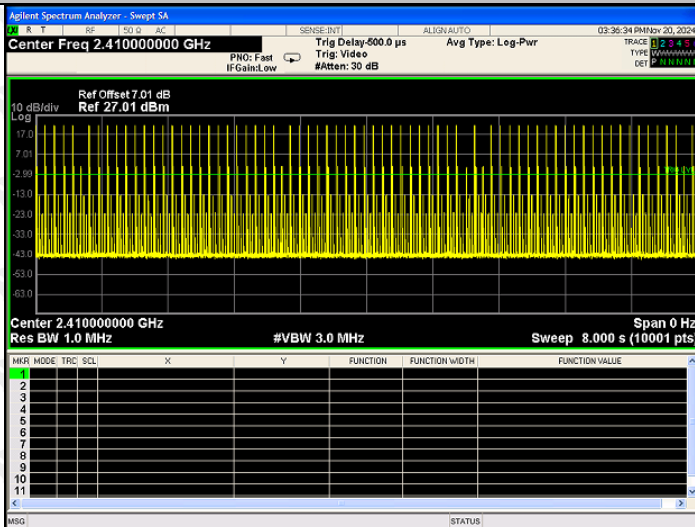 Agilent Spectrum Analyzer - Swept SA
R T RF 50 Ω AC SENSE:INT ALIGN AUTO 03:36:34 PM Nov 20, 2024
Center Freq 2.410000000 GHz
Trig Delay-500.0 µs Avg Type: Log-Pwr TRACE 1 2 3 4 5
PNO: Fast Trig: Video TYPE
IFGain:Low #Atten: 30 dB DET P N N N N
Ref Offset 7.01 dB
10 dB/div Ref 27.01 dBm
Log
17.0
7.01
-2.99
-13.0
-23.0
-33.0
-43.0
-53.0
-63.0
Center 2.410000000 GHz Span 0 Hz
Res BW 1.0 MHz #VBW 3.0 MHz Sweep 8.000 s (10001 pts)
MKR MODE TRC SCL X Y FUNCTION FUNCTION WIDTH FUNCTION VALUE
1
2
3
4
5
6
7
8
9
10
11
MSG STATUS